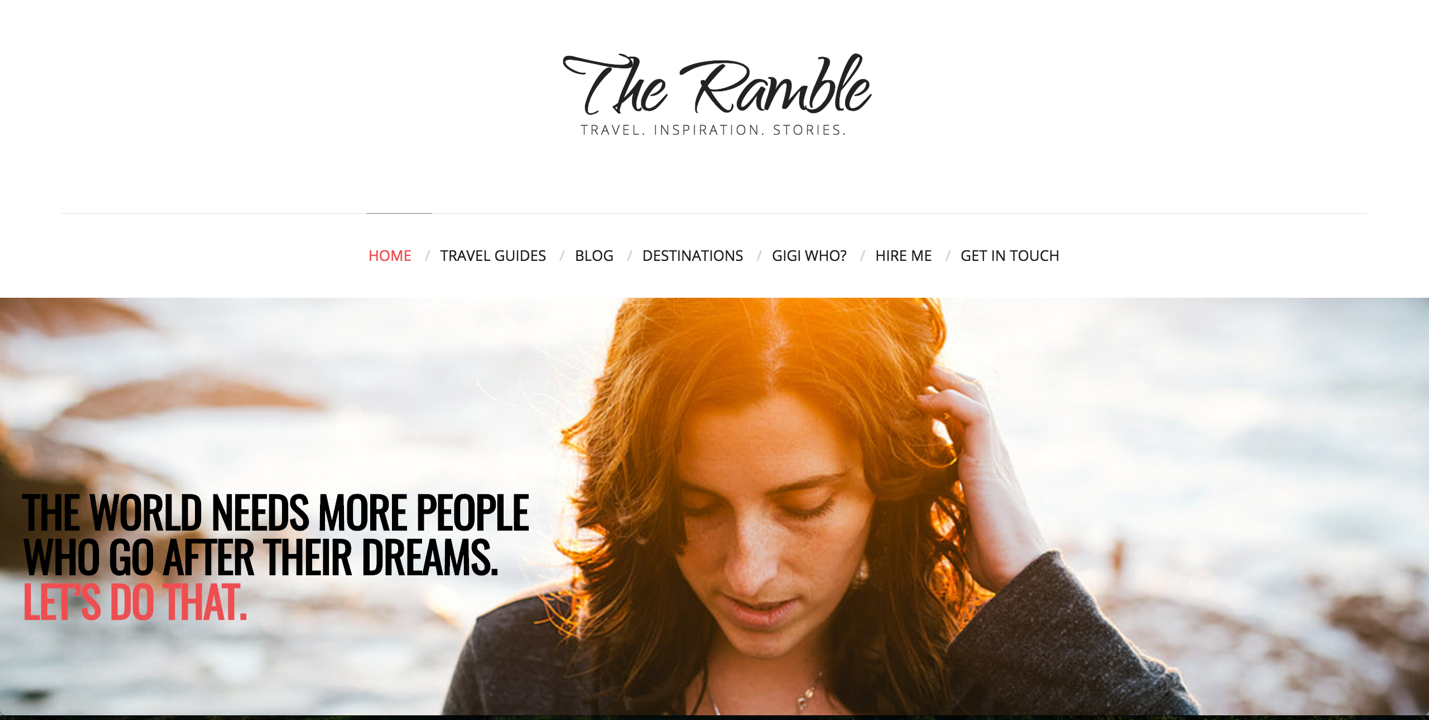 The Ramble
TRAVEL. INSPIRATION. STORIES.
HOME / TRAVEL GUIDES / BLOG / DESTINATIONS / GIGI WHO? / HIRE ME / GET IN TOUCH
THE WORLD NEEDS MORE PEOPLE
WHO GO AFTER THEIR DREAMS.
LET'S DO THAT.